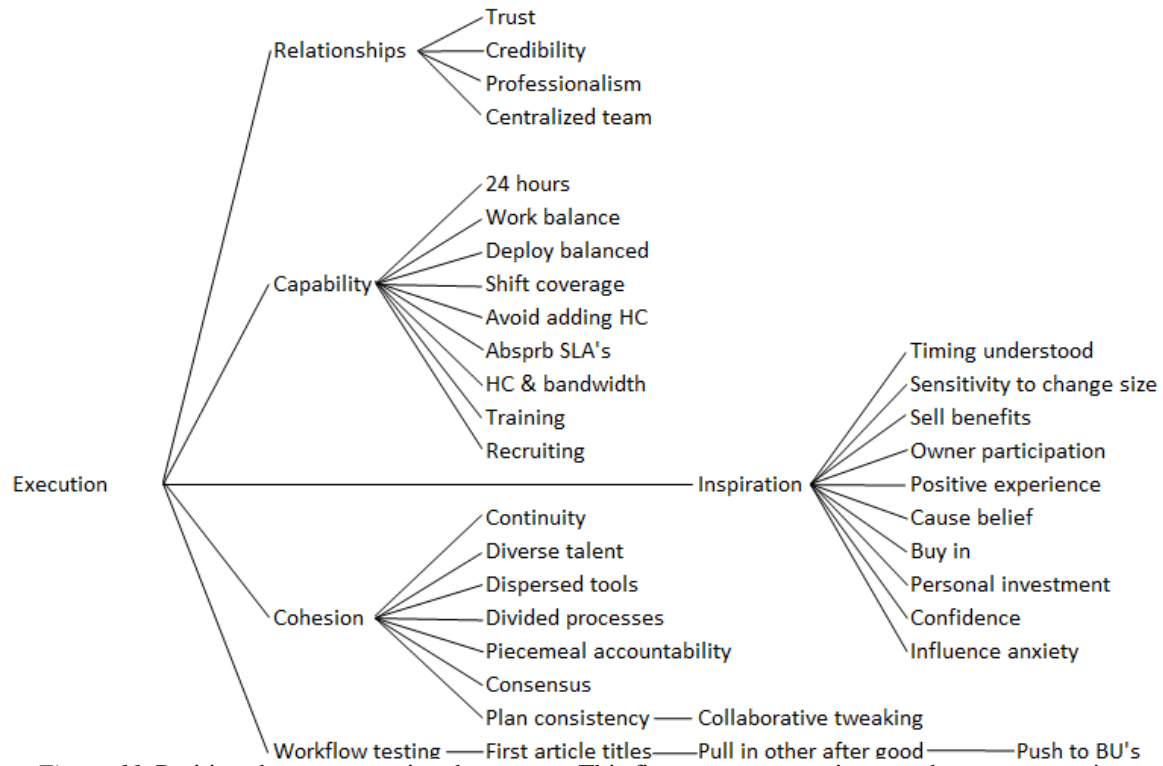 Trust
Relationships
Credibility
Professionalism
Centralized team
24 hours
Work balance
Deploy balanced
Capability
Shift coverage
Avoid adding HC
Absprb SLA's
HC & bandwidth
Training
Recruiting
Execution
Inspiration
Timing understood
Sensitivity to change size
Sell benefits
Owner participation
Positive experience
Cause belief
Buy in
Personal investment
Confidence
Influence anxiety
Continuity
Diverse talent
Dispersed tools
Cohesion
Divided processes
Piecemeal accountability
Consensus
Plan consistency
Collaborative tweaking
Workflow testing
First article titles
Pull in other after good
Push to BU's